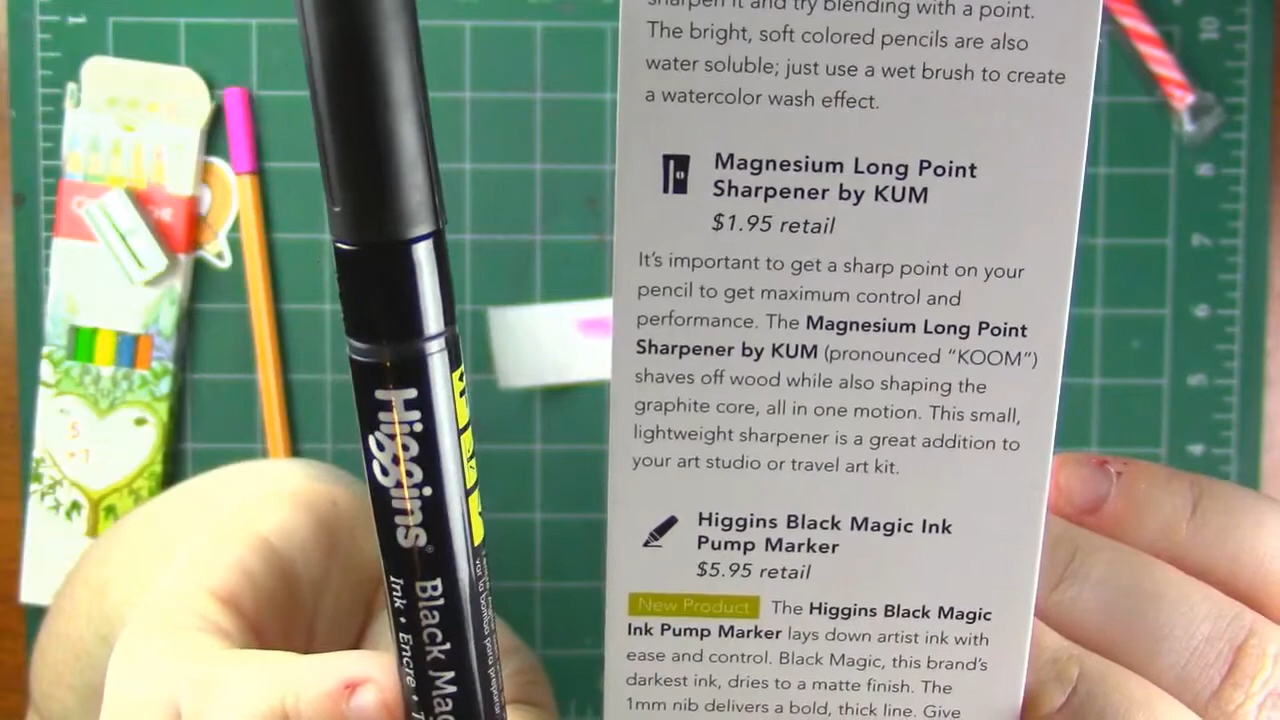 sharpen it and try blending with a point.
The bright, soft colored pencils are also
water soluble; just use a wet brush to create
a watercolor wash effect.
Magnesium Long Point
Sharpener by KUM
$1.95 retail
It's important to get a sharp point on your
pencil to get maximum control and
performance. The Magnesium Long Point
Sharpener by KUM (pronounced "KOOM")
shaves off wood while also shaping the
graphite core, all in one motion. This small,
lightweight sharpener is a great addition to
your art studio or travel art kit.
Higgins Black Magic Ink
Pump Marker
$5.95 retail
New Product The Higgins Black Magic
Ink Pump Marker lays down artist ink with
ease and control. Black Magic, this brand's
darkest ink, dries to a matte finish. The
1mm nib delivers a bold, thick line. Give
Higgins®
Black Mag
Ink • Encre •
1
10
8
7
6
5
4